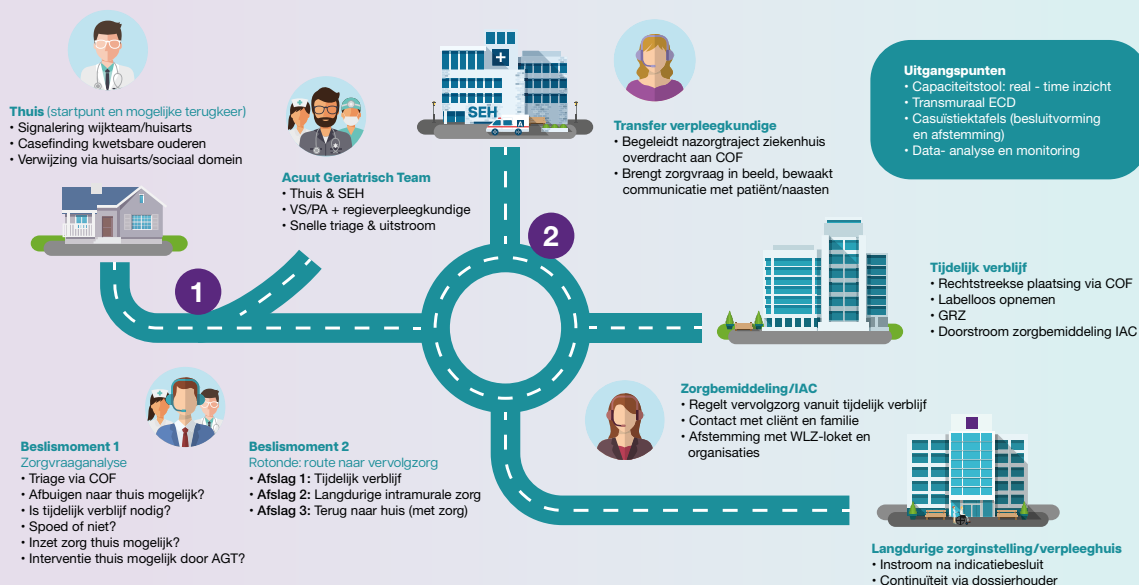 Thuis (startpunt en mogelijke terugkeer)
• Signalering wijkteam/huisarts
• Casefinding kwetsbare ouderen
• Verwijzing via huisarts/sociaal domein
Acuut Geriatrisch Team
• Thuis & SEH
• VS/PA + regieverpleegkundige
• Snelle triage & uitstroom
SEH
A
Transfer verpleegkundige
• Begeleidt nazorgtraject ziekenhuis
overdracht aan COF
• Brengt zorgvraag in beeld, bewaakt
communicatie met patiënt/naasten
Uitgangspunten
• Capaciteitstool: real - time inzicht
• Transmuraal ECD
• Casuïstiektafels (besluitvorming
en afstemming)
• Data- analyse en monitoring
1
2
Tijdelijk verblijf
• Rechtstreekse plaatsing via COF
• Labelloos opnemen
• GRZ
• Doorstroom zorgbemiddeling IAC
Beslismoment 1
Zorgvraaganalyse
• Triage via COF
• Afbuigen naar thuis mogelijk?
• Is tijdelijk verblijf nodig?
• Spoed of niet?
• Inzet zorg thuis mogelijk?
• Interventie thuis mogelijk door AGT?
Beslismoment 2
Rotonde: route naar vervolgzorg
• Afslag 1: Tijdelijk verblijf
• Afslag 2: Langdurige intramurale zorg
• Afslag 3: Terug naar huis (met zorg)
Zorgbemiddeling/IAC
• Regelt vervolgzorg vanuit tijdelijk verblijf
• Contact met cliënt en familie
• Afstemming met WLZ-loket en
organisaties
Langdurige zorginstelling/verpleeghuis
• Instroom na indicatiebesluit
• Continuïteit via dossierhouder